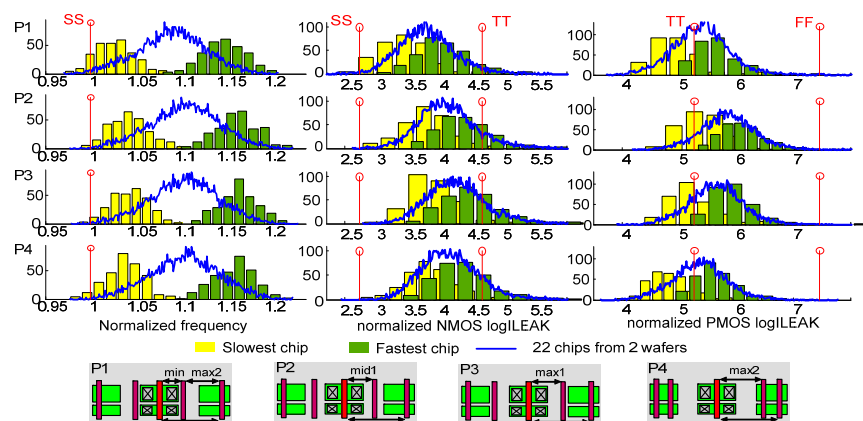 SS SS TT TT FF
P1
50
0
0.95 1 1.05 1.1 1.15 1.2
100
50
0
2.5 3 3.5 4 4.5 5 5.5
100
50
0
4 5 6 7
P2
50
0
0.95 1 1.05 1.1 1.15 1.2
100
50
0
2.5 3 3.5 4 4.5 5 5.5
100
50
0
4 5 6 7
P3
50
0
0.95 1 1.05 1.1 1.15 1.2
100
50
0
2.5 3 3.5 4 4.5 5 5.5
100
50
0
4 5 6 7
P4
50
0
0.95 1 1.05 1.1 1.15 1.2
100
50
0
2.5 3 3.5 4 4.5 5 5.5
100
50
0
4 5 6 7
Normalized frequency normalized NMOS logILEAK normalized PMOS logILEAK
Slowest chip Fastest chip 22 chips from 2 wafers
P1 min max2
P2 mid1
P3 max1
P4 max2